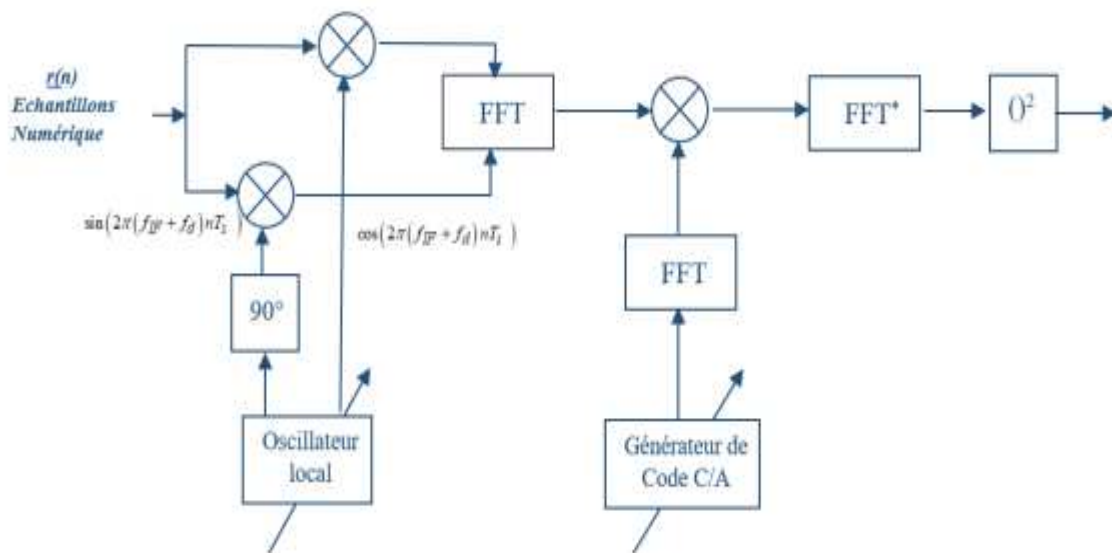 r(n)
Echantillons
Numérique
FFT
FFT*
()²
sin(2π(f_IF + f_d)nT_s)
cos(2π(f_IF + f_d)nT_s)
90°
FFT
Oscillateur
local
Générateur de
Code C/A